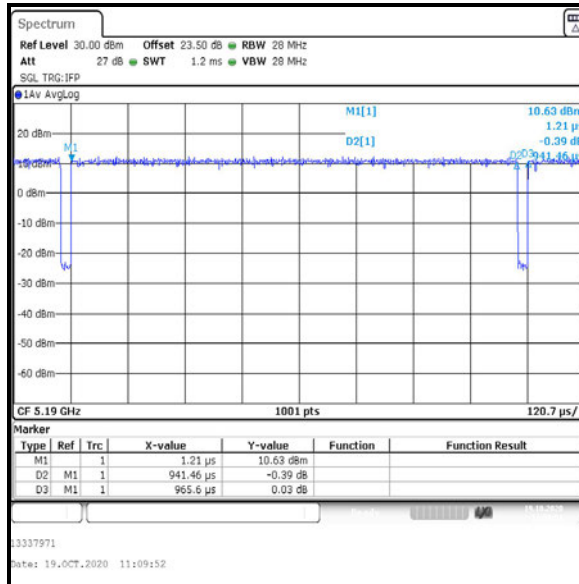 Spectrum
Ref Level 30.00 dBm Offset 23.50 dB RBW 28 MHz
Att 27 dB SWT 1.2 ms VBW 28 MHz
SGL TRG:IFP
1Av AvgLog
M1[1] 10.63 dBm
1.21 µs
D2[1] -0.39 dB
941.46 µs
20 dBm
M1
D2 D3
10 dBm
0 dBm
-10 dBm
-20 dBm
-30 dBm
-40 dBm
-50 dBm
-60 dBm
CF 5.19 GHz 1001 pts 120.7 µs/
Marker
Type Ref Trc X-value Y-value Function Function Result
M1 1 1.21 µs 10.63 dBm
D2 M1 1 941.46 µs -0.39 dB
D3 M1 1 965.6 µs 0.03 dB
13337971
Date: 19.OCT.2020 11:09:52